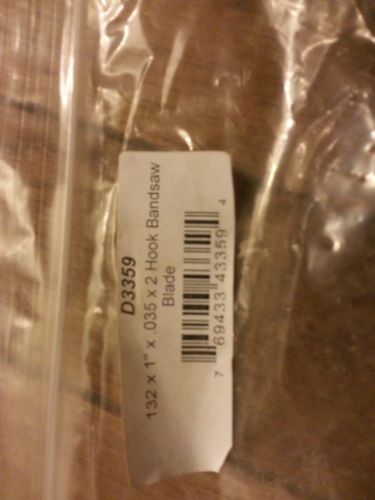 D3359
132 x 1" x .035 x 2 Hook Bandsaw
Blade
7 69433 43359 4